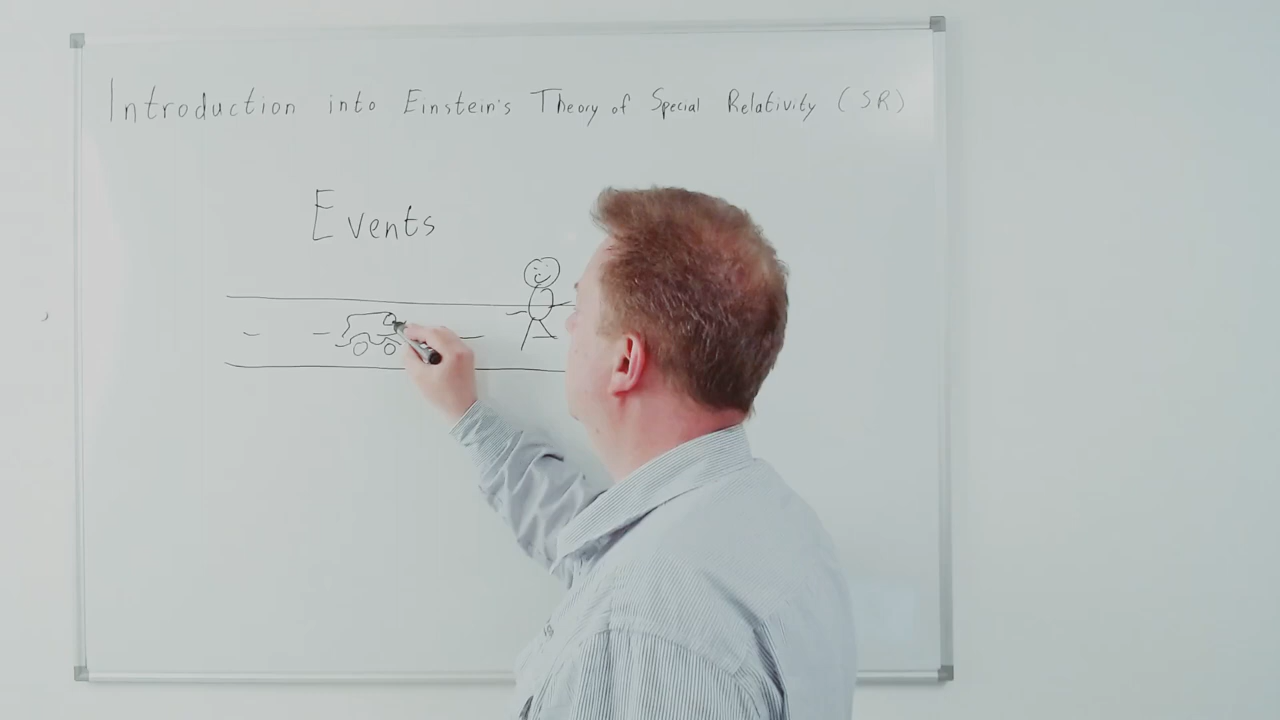 Introduction into Einstein's Theory of Special Relativity (SR)
Events